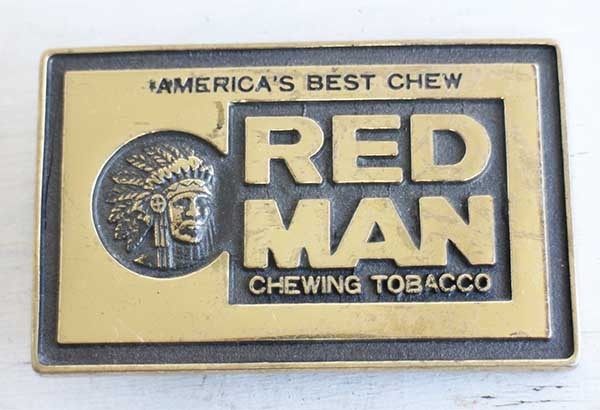 AMERICA'S BEST CHEW
RED
MAN
CHEWING TOBACCO